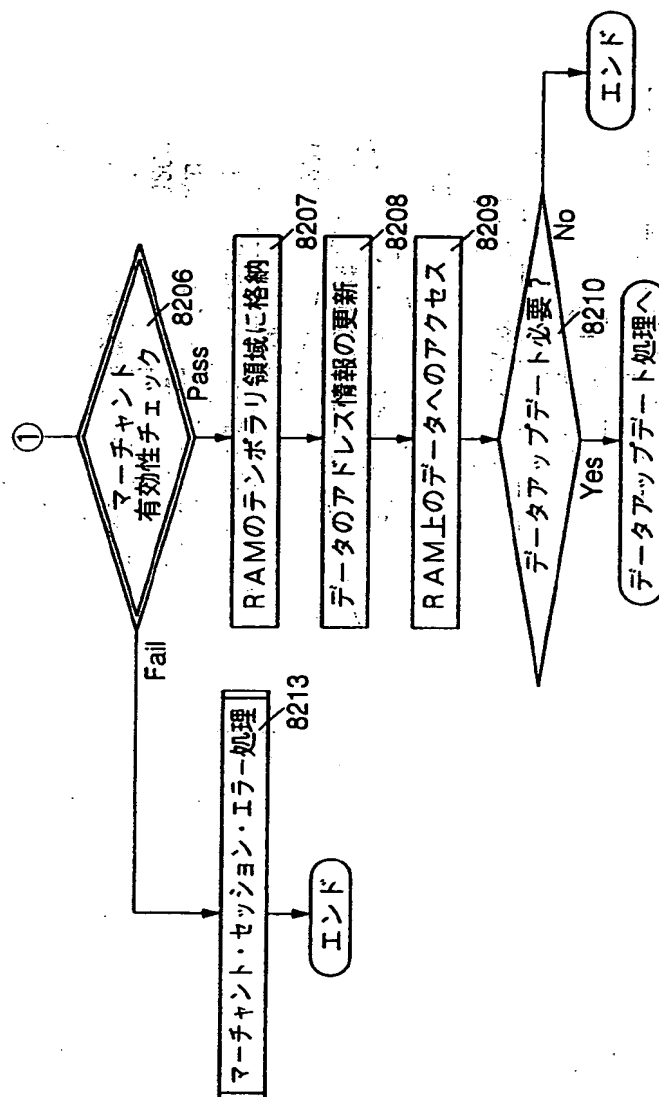 ①
マーチャント
有効性チェック
8206
Pass
Fail
RAMのテンポラリ領域に格納
8207
データのアドレス情報の更新
8208
RAM上のデータへのアクセス
8209
データアップデート必要？
8210
No
エンド
Yes
データアップデート処理へ
マーチャント・セッション・エラー処理
8213
エンド